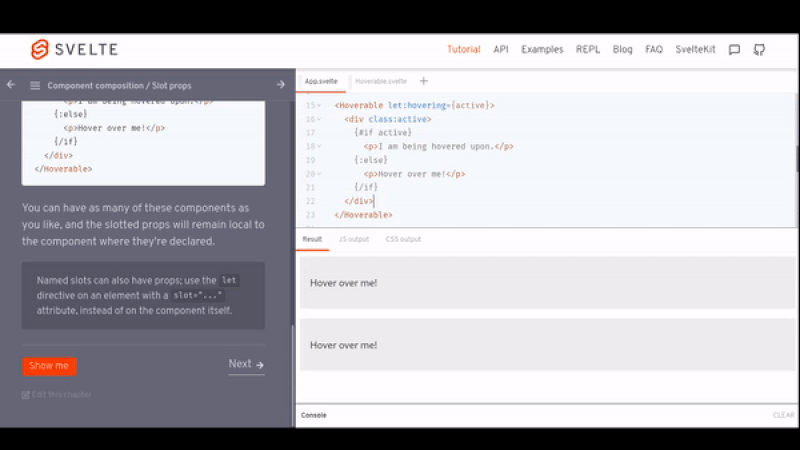 SVELTE
Tutorial API Examples REPL Blog FAQ SvelteKit
Component composition / Slot props
<p>I am being hovered upon.</p>
{:else}
<p>Hover over me!</p>
{/if}
</div>
</Hoverable>
You can have as many of these components as
you like, and the slotted props will remain local to
the component where they're declared.
Named slots can also have props; use the let
directive on an element with a slot="..."
attribute, instead of on the component itself.
Show me
Next
Edit this chapter
App.svelte Hoverable.svelte +
15 <Hoverable let:hovering={active}>
16 <div class:active>
17 {#if active}
18 <p>I am being hovered upon.</p>
19 {:else}
20 <p>Hover over me!</p>
21 {/if}
22 </div>
23 </Hoverable>
Result JS output CSS output
Hover over me!
Hover over me!
Console CLEAR